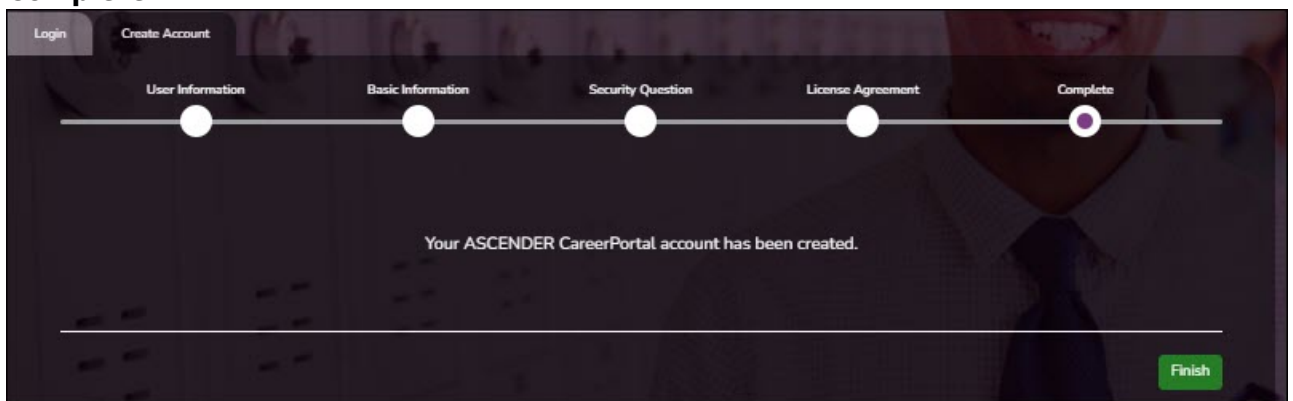 Login
Create Account
User Information
Basic Information
Security Question
License Agreement
Complete
Your ASCENDER CareerPortal account has been created.
Finish